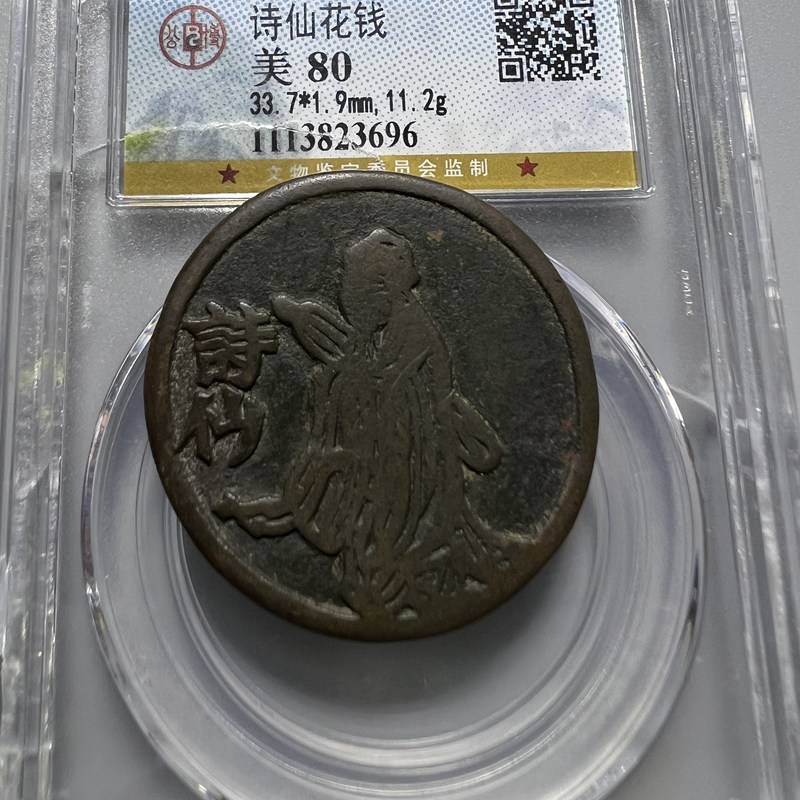 诗仙花钱
美 80
33.7*1.9mm,11.2g
1113823696
文物鉴定委员会监制
詩
仙